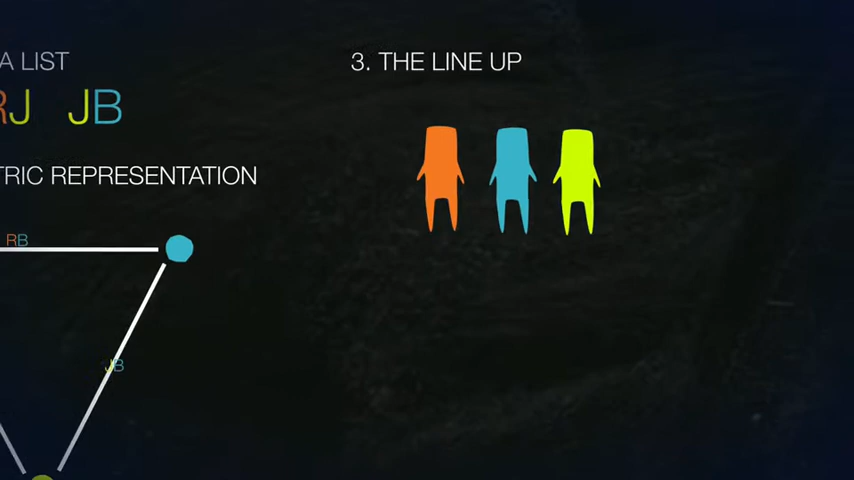 A LIST
RJ JB
TRIC REPRESENTATION
RB
JB
3. THE LINE UP